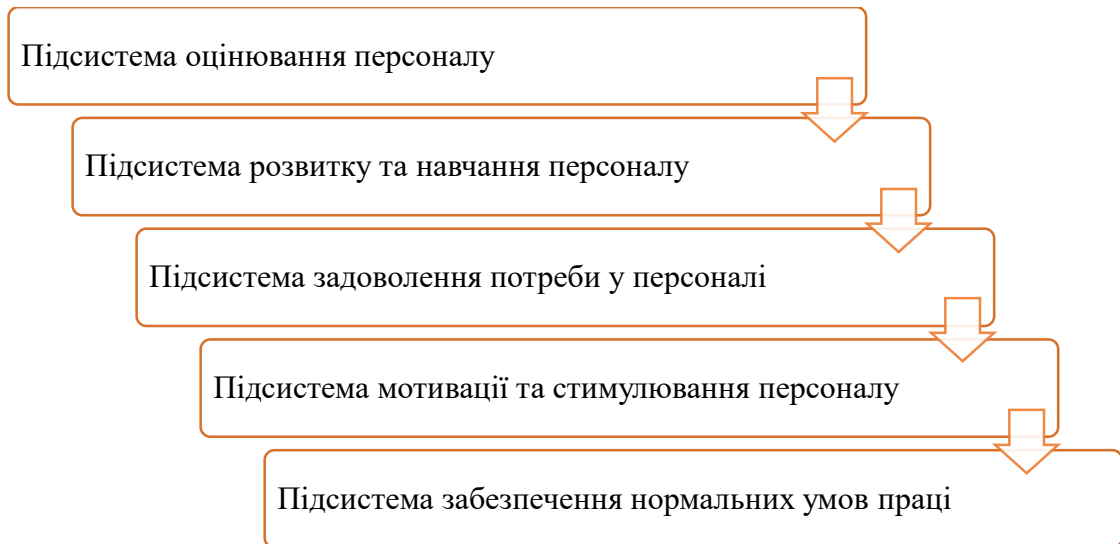 Підсистема оцінювання персоналу
Підсистема розвитку та навчання персоналу
Підсистема задоволення потреби у персоналі
Підсистема мотивації та стимулювання персоналу
Підсистема забезпечення нормальних умов праці